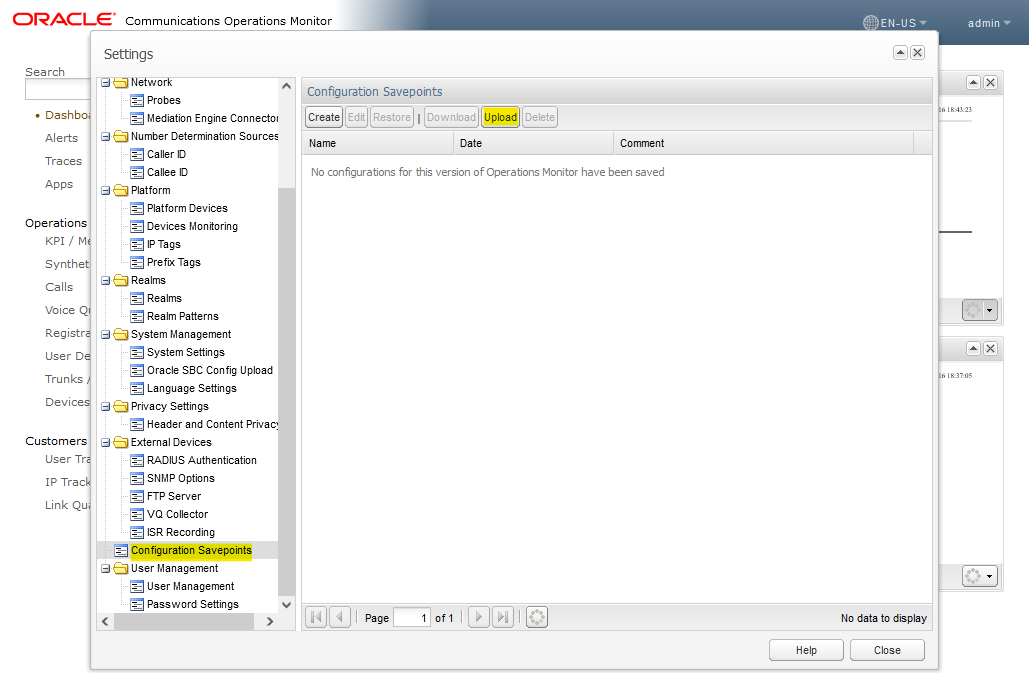 ORACLE Communications Operations Monitor
EN-US
admin
Search
Dashbo
Alerts
Traces
Apps
Operations
KPI / Me
Synthet
Calls
Voice Qu
Registra
User De
Trunks /
Devices
Customers
User Tra
IP Track
Link Qua
Settings
Network
Probes
Mediation Engine Connector
Number Determination Sources
Caller ID
Callee ID
Platform
Platform Devices
Devices Monitoring
IP Tags
Prefix Tags
Realms
Realms
Realm Patterns
System Management
System Settings
Oracle SBC Config Upload
Language Settings
Privacy Settings
Header and Content Privacy
External Devices
RADIUS Authentication
SNMP Options
FTP Server
VQ Collector
ISR Recording
Configuration Savepoints
User Management
User Management
Password Settings
Configuration Savepoints
Create Edit Restore | Download Upload Delete
Name Date Comment
No configurations for this version of Operations Monitor have been saved
Page 1 of 1
No data to display
Help Close
16 18:43:23
16 18:37:05